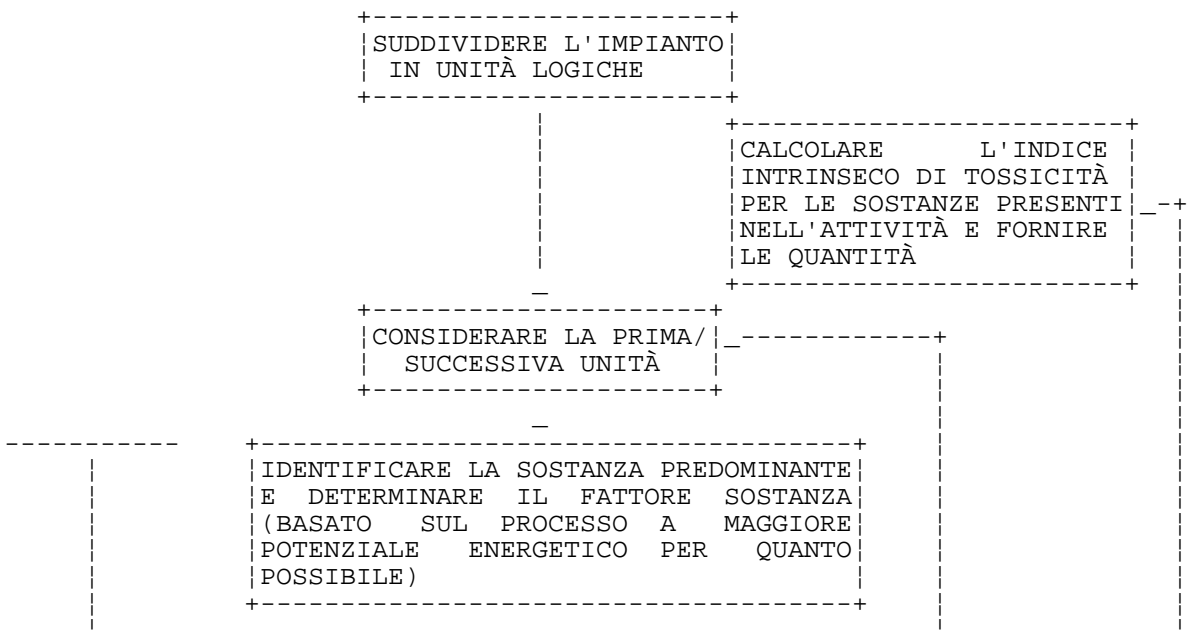 SUDDIVIDERE L'IMPIANTO
IN UNITÀ LOGICHE
CALCOLARE L'INDICE
INTRINSECO DI TOSSICITÀ
PER LE SOSTANZE PRESENTI
NELL'ATTIVITÀ E FORNIRE
LE QUANTITÀ
CONSIDERARE LA PRIMA/
SUCCESSIVA UNITÀ
IDENTIFICARE LA SOSTANZA PREDOMINANTE
E DETERMINARE IL FATTORE SOSTANZA
(BASATO SUL PROCESSO A MAGGIORE
POTENZIALE ENERGETICO PER QUANTO
POSSIBILE)